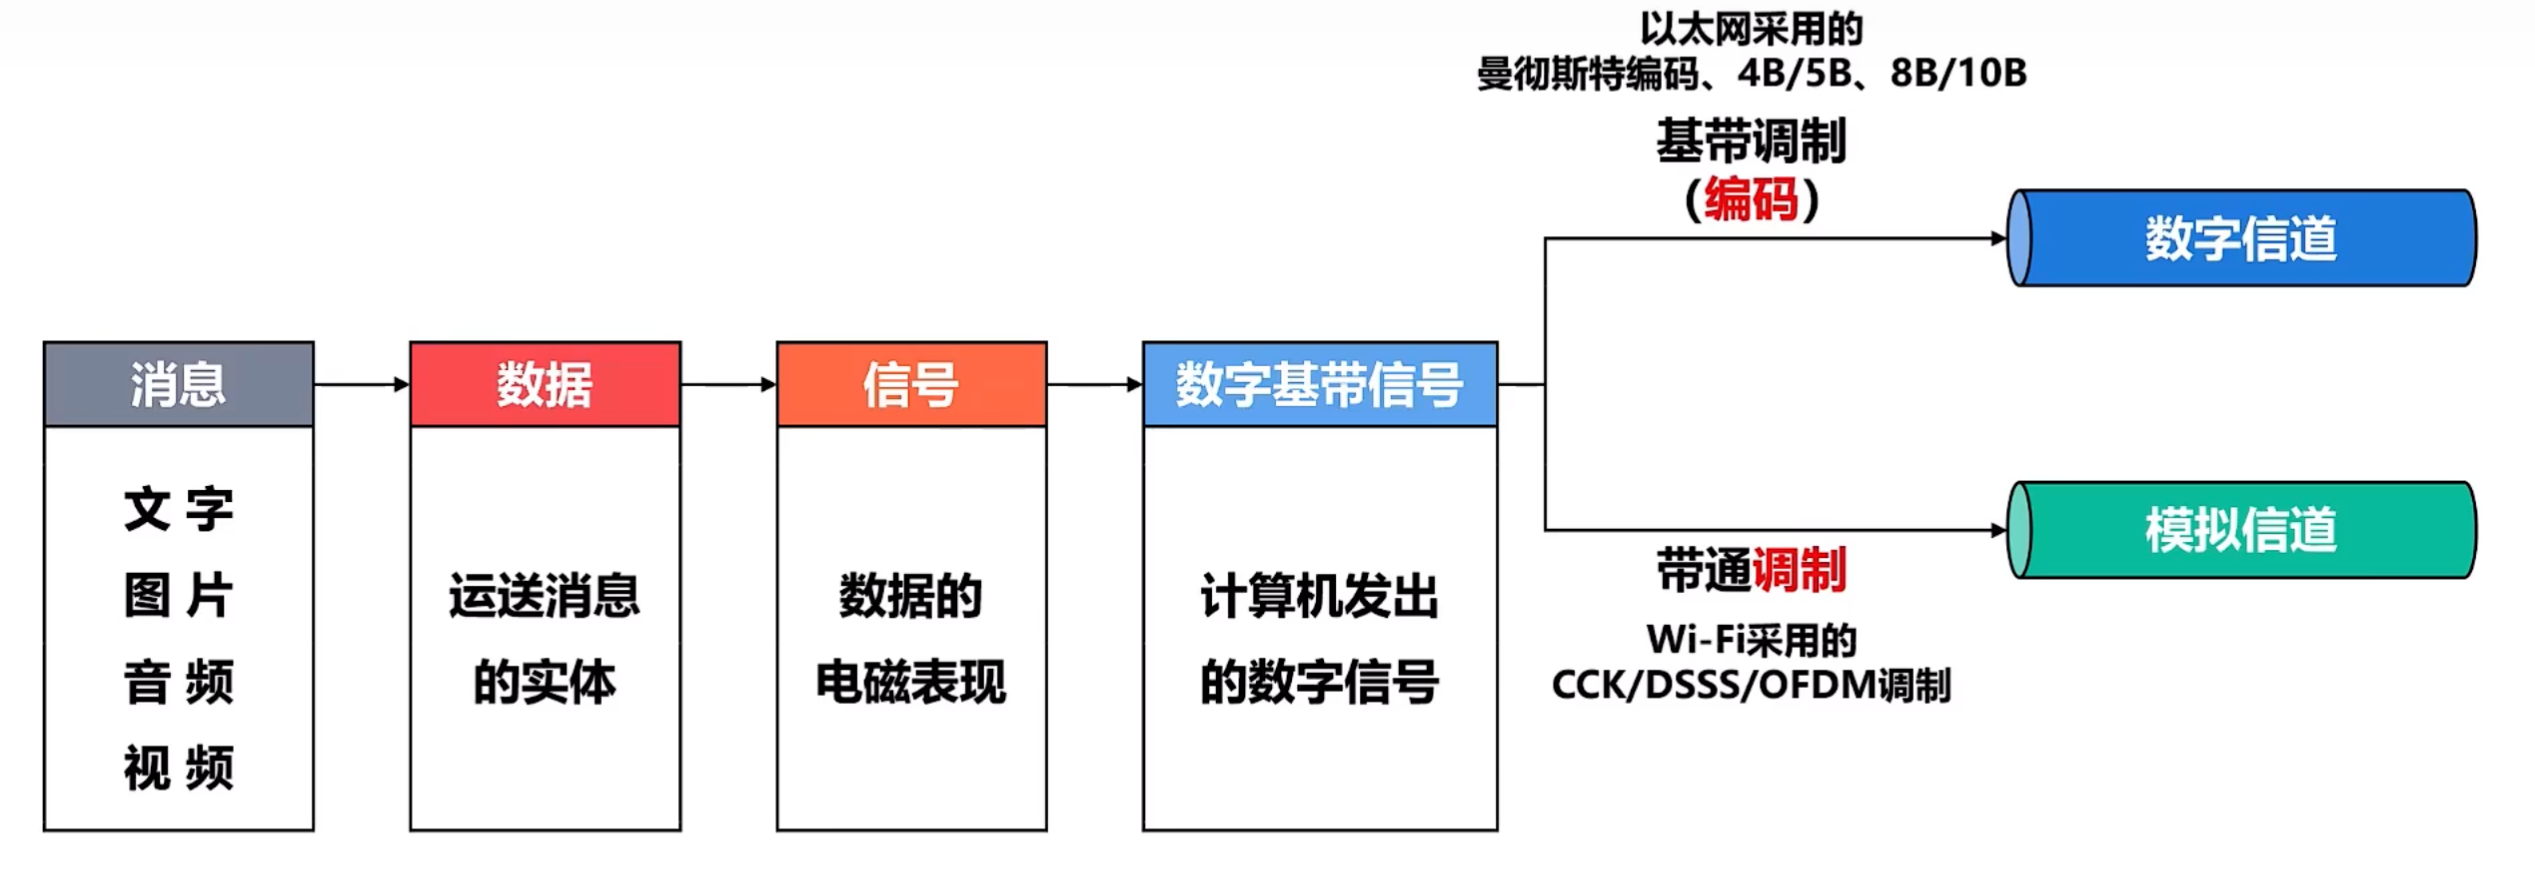 以太网采用的
曼彻斯特编码、4B/5B、8B/10B
基带调制
（编码）
数字信道
消息
文字
图片
音频
视频
数据
运送消息
的实体
信号
数据的
电磁表现
数字基带信号
计算机发出
的数字信号
模拟信道
带通调制
Wi-Fi采用的
CCK/DSSS/OFDM调制